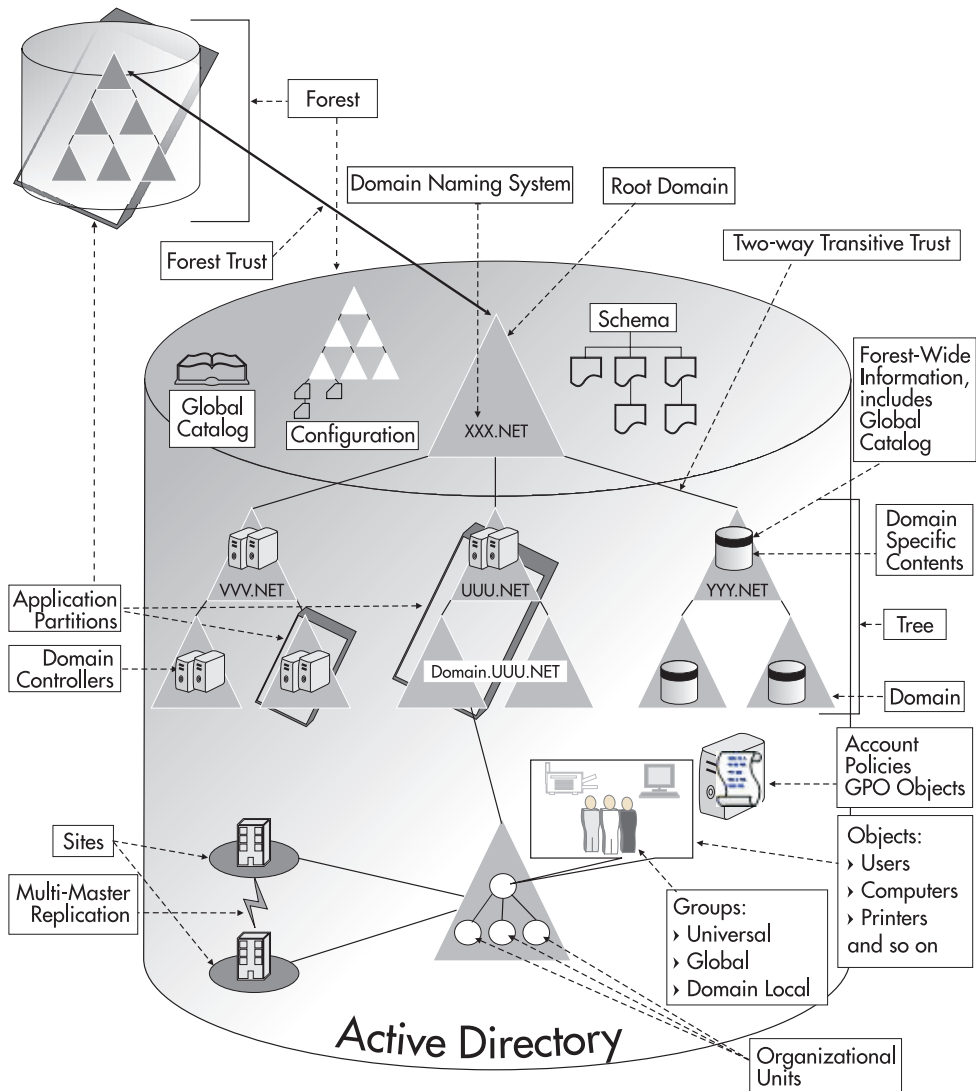 Forest
Domain Naming System
Root Domain
Forest Trust
Two-way Transitive Trust
Schema
Forest-Wide
Information,
includes
Global
Catalog
Global
Catalog
Configuration
XXX.NET
Domain
Specific
Contents
VVV.NET
UUU.NET
YYY.NET
Application
Partitions
Tree
Domain
Controllers
Domain.UUU.NET
Domain
Account
Policies
GPO Objects
Sites
Objects:
› Users
› Computers
› Printers
and so on
Multi-Master
Replication
Groups:
› Universal
› Global
› Domain Local
Active Directory
Organizational
Units